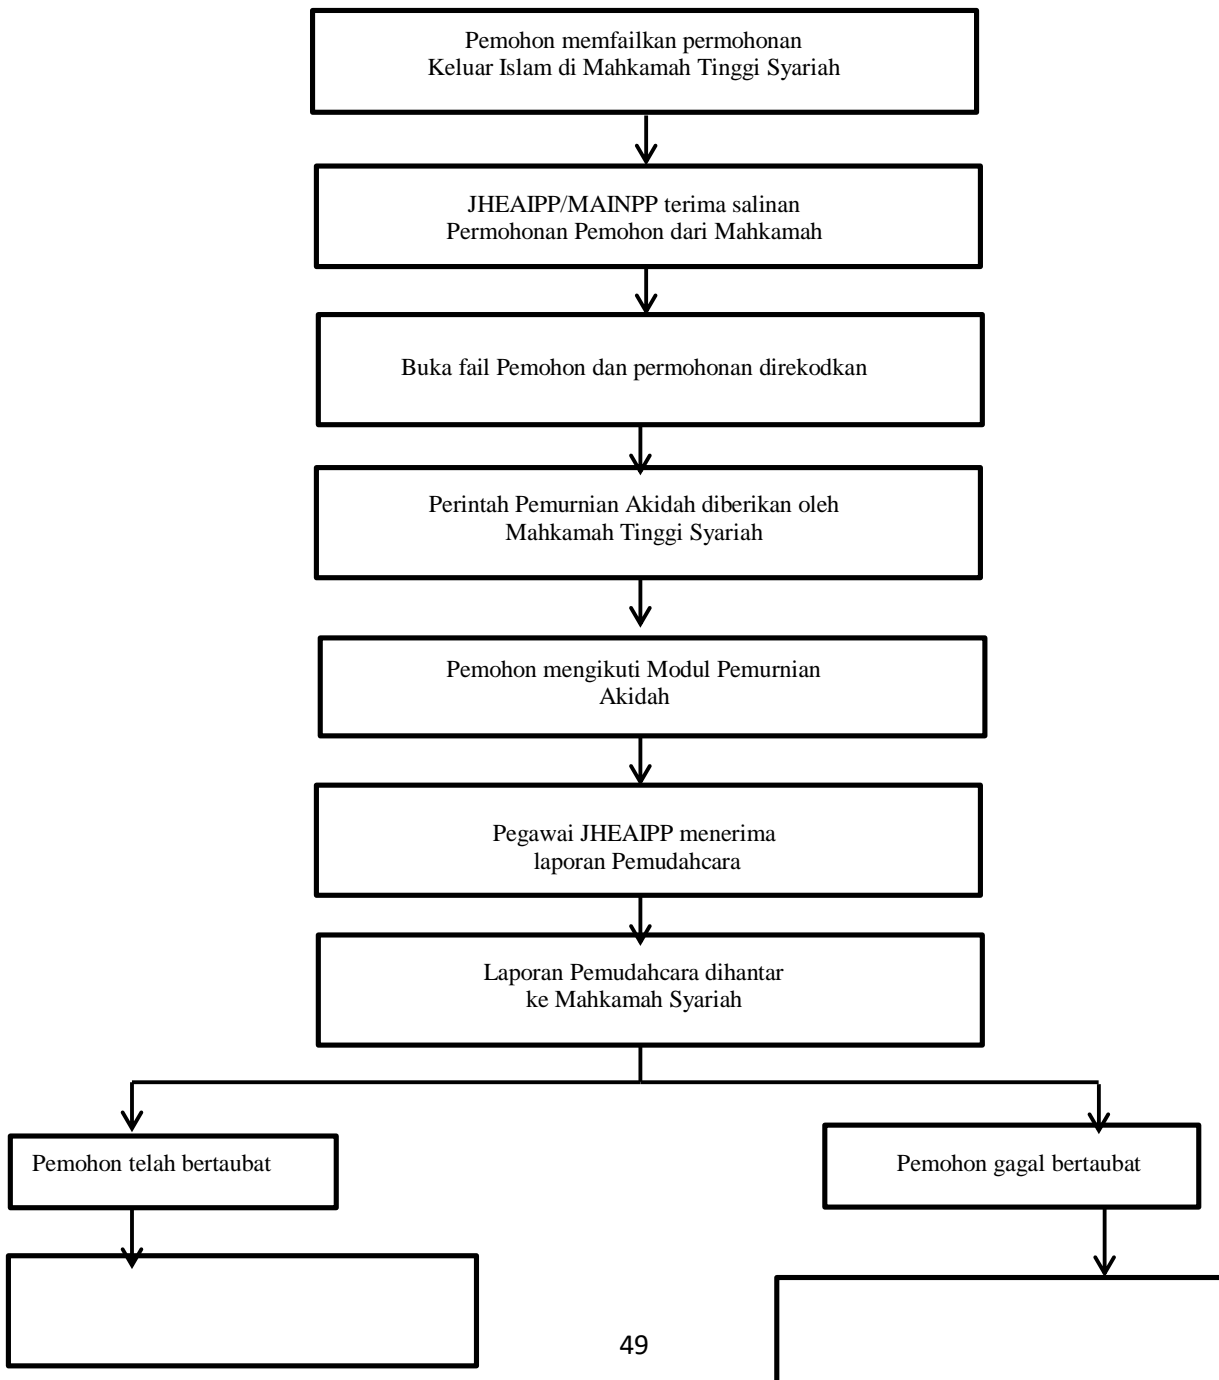 Pemohon memfailkan permohonan
Keluar Islam di Mahkamah Tinggi Syariah
JHEAIPP/MAINPP terima salinan
Permohonan Pemohon dari Mahkamah
Buka fail Pemohon dan permohonan direkodkan
Perintah Pemurnian Akidah diberikan oleh
Mahkamah Tinggi Syariah
Pemohon mengikuti Modul Pemurnian
Akidah
Pegawai JHEAIPP menerima
laporan Pemudahcara
Laporan Pemudahcara dihantar
ke Mahkamah Syariah
Pemohon telah bertaubat
Pemohon gagal bertaubat
49